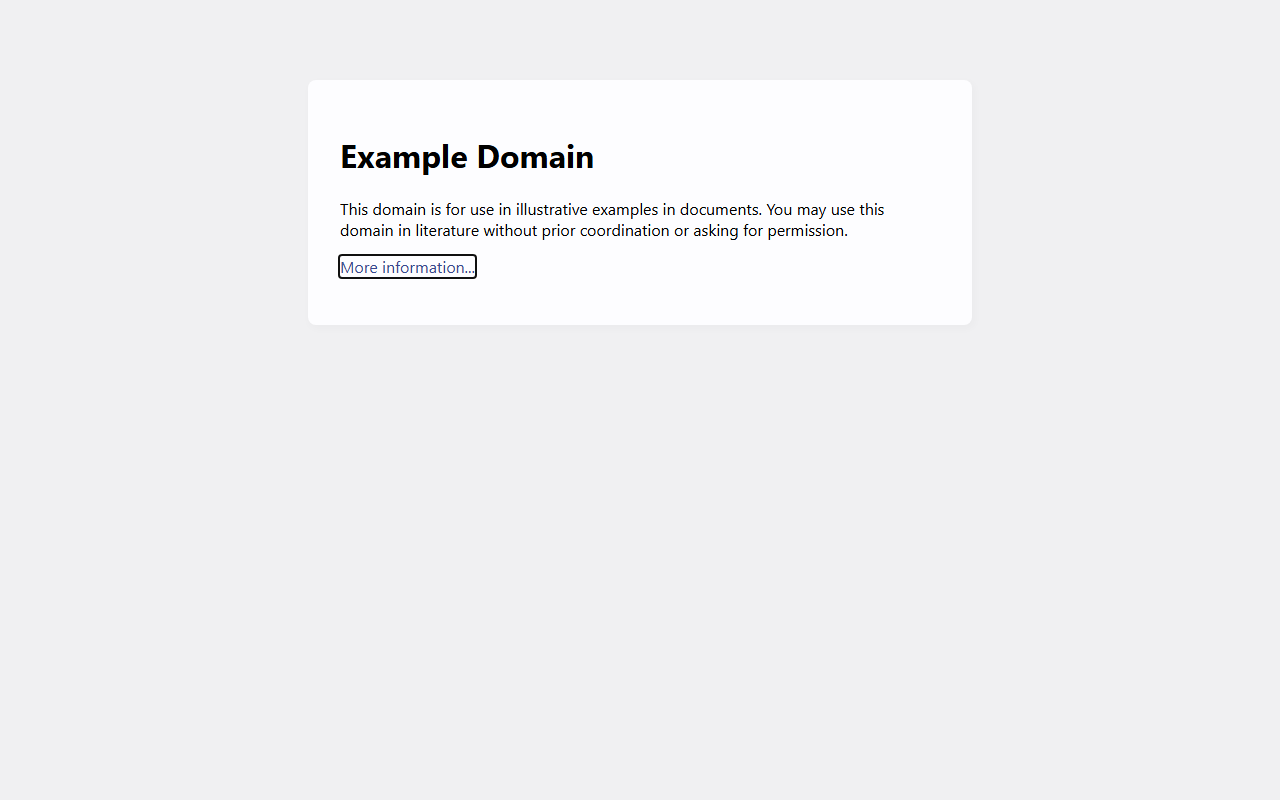 Example Domain
This domain is for use in illustrative examples in documents. You may use this
domain in literature without prior coordination or asking for permission.
More information...